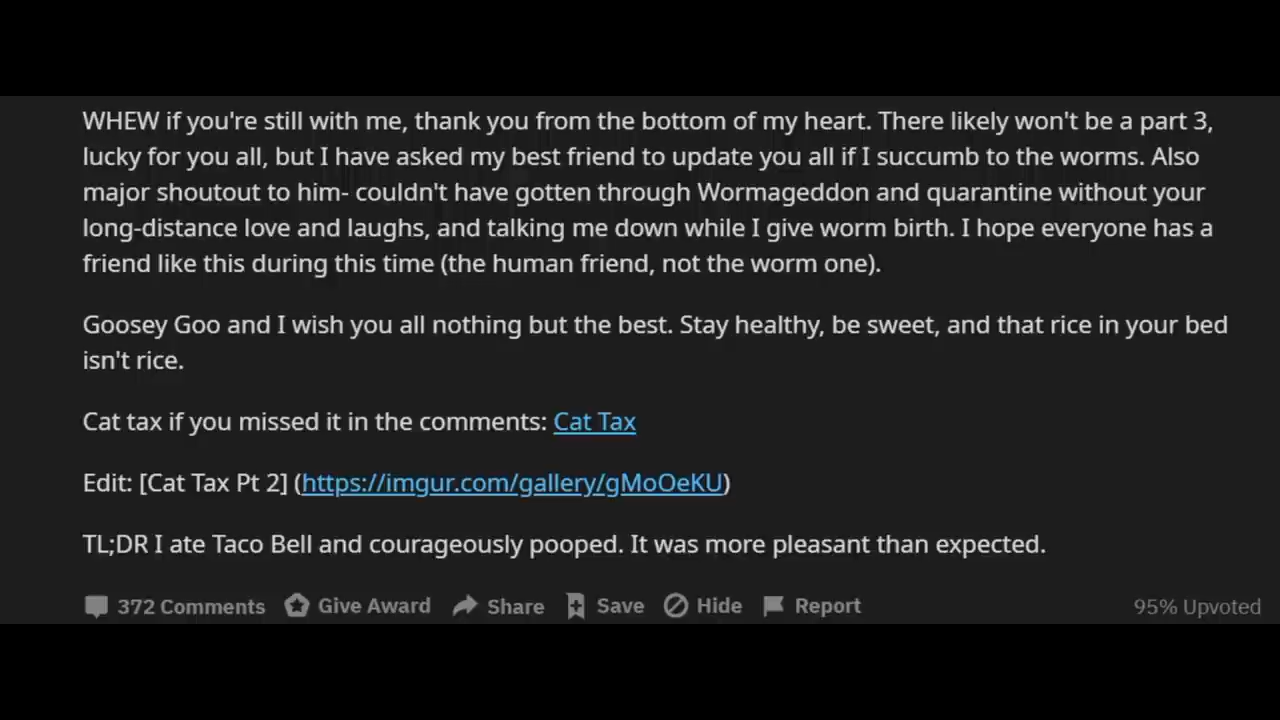 WHEW if you're still with me, thank you from the bottom of my heart. There likely won't be a part 3,
lucky for you all, but I have asked my best friend to update you all if I succumb to the worms. Also
major shoutout to him- couldn't have gotten through Wormageddon and quarantine without your
long-distance love and laughs, and talking me down while I give worm birth. I hope everyone has a
friend like this during this time (the human friend, not the worm one).
Goosey Goo and I wish you all nothing but the best. Stay healthy, be sweet, and that rice in your bed
isn't rice.
Cat tax if you missed it in the comments: Cat Tax
Edit: [Cat Tax Pt 2] (https://imgur.com/gallery/gMoOeKU)
TL;DR I ate Taco Bell and courageously pooped. It was more pleasant than expected.
372 Comments Give Award Share Save Hide Report 95% Upvoted